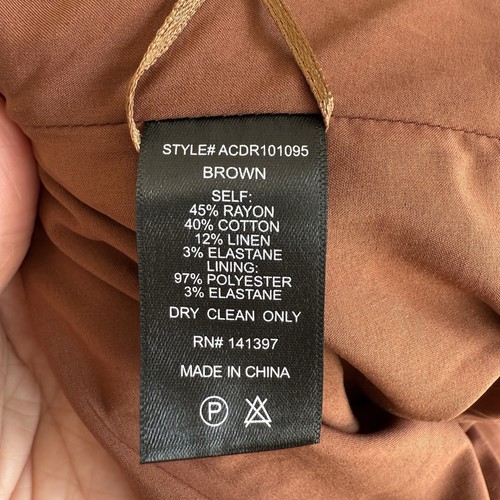 STYLE# ACDR101095
BROWN
SELF:
45% RAYON
40% COTTON
12% LINEN
3% ELASTANE
LINING:
97% POLYESTER
3% ELASTANE
DRY CLEAN ONLY
RN# 141397
MADE IN CHINA
P